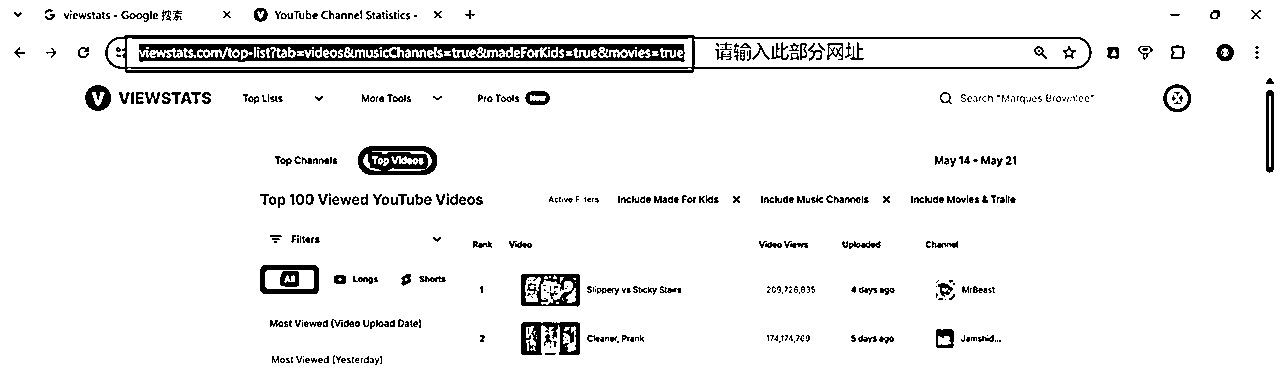 viewstats - Google 搜索
YouTube Channel Statistics -
viewstats.com/top-list?tab=videos&musicChannels=true&madeForKids=true&movies=true
请输入此部分网址
VIEWSTATS
Top Lists
More Tools
Pro Tools
New
Search "Marques Brownlee"
Top Channels
Top Videos
May 14 - May 21
Top 100 Viewed YouTube Videos
Active Filters
Include Made For Kids ×
Include Music Channels ×
Include Movies & Traile
Filters
Rank Video Video Views Uploaded Channel
All Longs Shorts
1 Slippery vs Sticky Stairs 209,726,835 4 days ago MrBeast
Most Viewed (Video Upload Date)
2 Cleaner, Prank 174,174,769 5 days ago Jamshid...
Most Viewed (Yesterday)